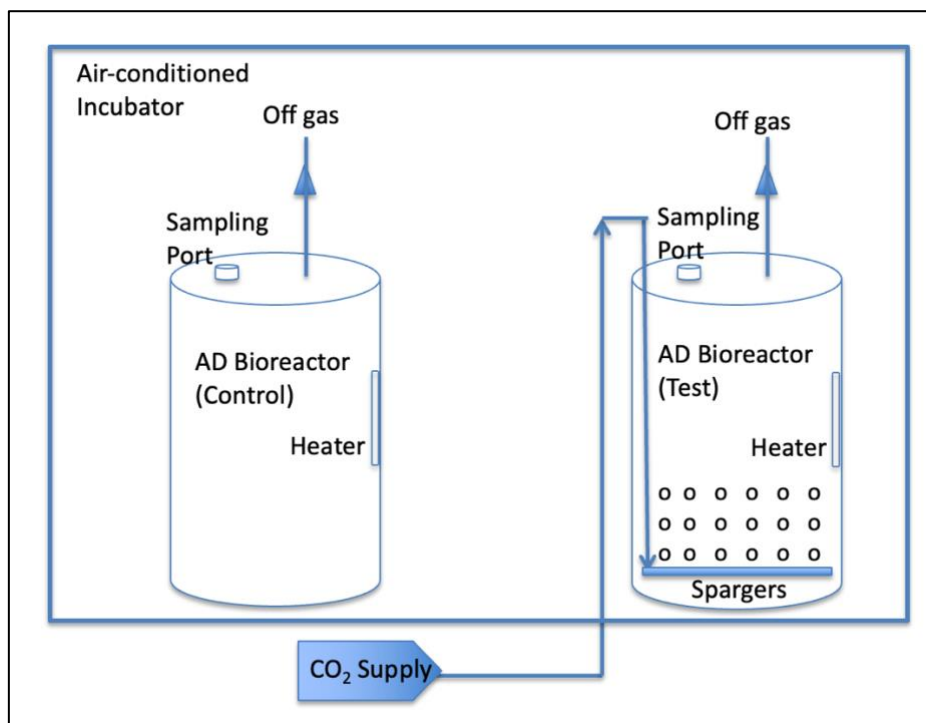 Air-conditioned
Incubator
Off gas
Off gas
Sampling
Port
Sampling
Port
AD Bioreactor
(Control)
AD Bioreactor
(Test)
Heater
Heater
o o o o o o
o o o o o o
o o o o o o
Spargers
CO₂ Supply